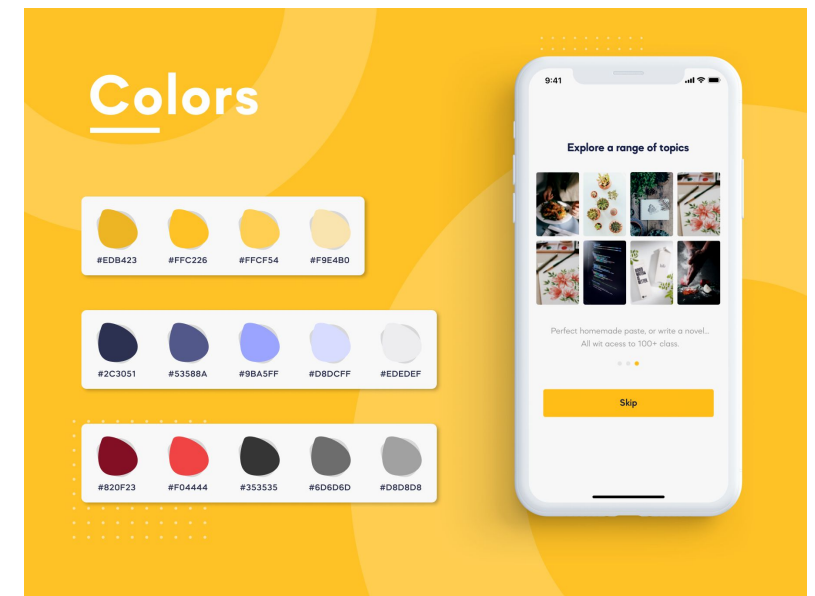 Colors
#EDB423 #FFC226 #FFCF54 #F9E4B0
#2C3051 #53588A #9BA5FF #D8DCFF #EDEDEF
#820F23 #F04444 #353535 #6D6D6D #D8D8D8
9:41
Explore a range of topics
Perfect homemade paste, or write a novel...
All wit acess to 100+ class.
Skip